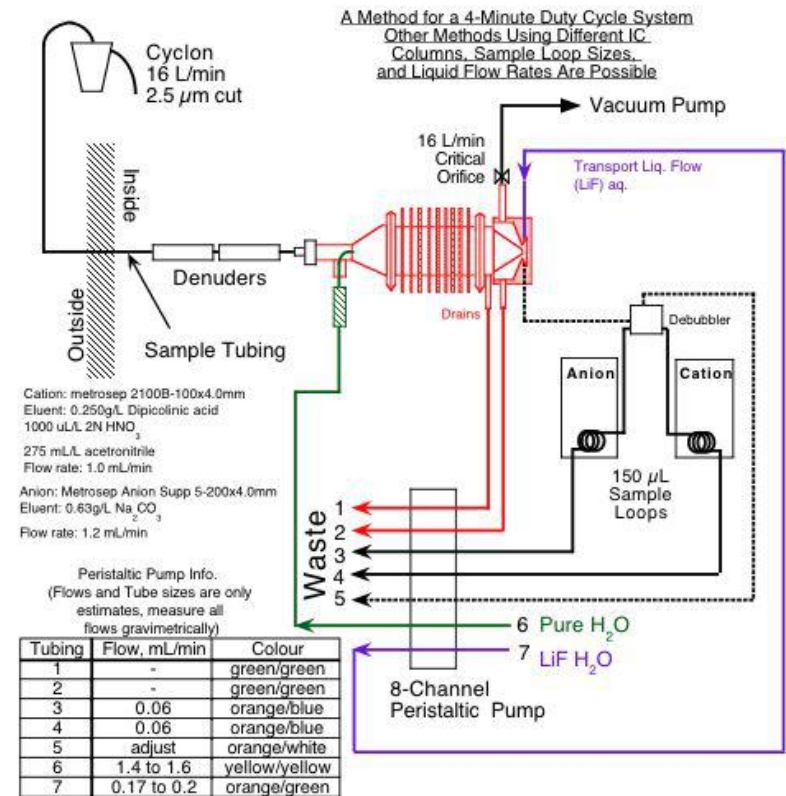 A Method for a 4-Minute Duty Cycle System
Other Methods Using Different IC
Columns, Sample Loop Sizes,
and Liquid Flow Rates Are Possible
Cyclon
16 L/min
2.5 µm cut
Vacuum Pump
16 L/min
Critical
Orifice
Transport Liq. Flow
(LiF) aq.
Inside
Outside
Denuders
Sample Tubing
Drains
Debubbler
Anion
Cation
150 µL
Sample
Loops
Cation: metrosep 2100B-100x4.0mm
Eluent: 0.250g/L Dipicolinic acid
1000 uL/L 2N HNO3
275 mL/L acetronitrile
Flow rate: 1.0 mL/min
Anion: Metrosep Anion Supp 5-200x4.0mm
Eluent: 0.63g/L Na2CO3
Flow rate: 1.2 mL/min
Waste
1
2
3
4
5
6 Pure H2O
7 LiF H2O
8-Channel
Peristaltic Pump
Peristaltic Pump Info.
(Flows and Tube sizes are only
estimates, measure all
flows gravimetrically)
Tubing Flow, mL/min Colour
1 - green/green
2 - green/green
3 0.06 orange/blue
4 0.06 orange/blue
5 adjust orange/white
6 1.4 to 1.6 yellow/yellow
7 0.17 to 0.2 orange/green